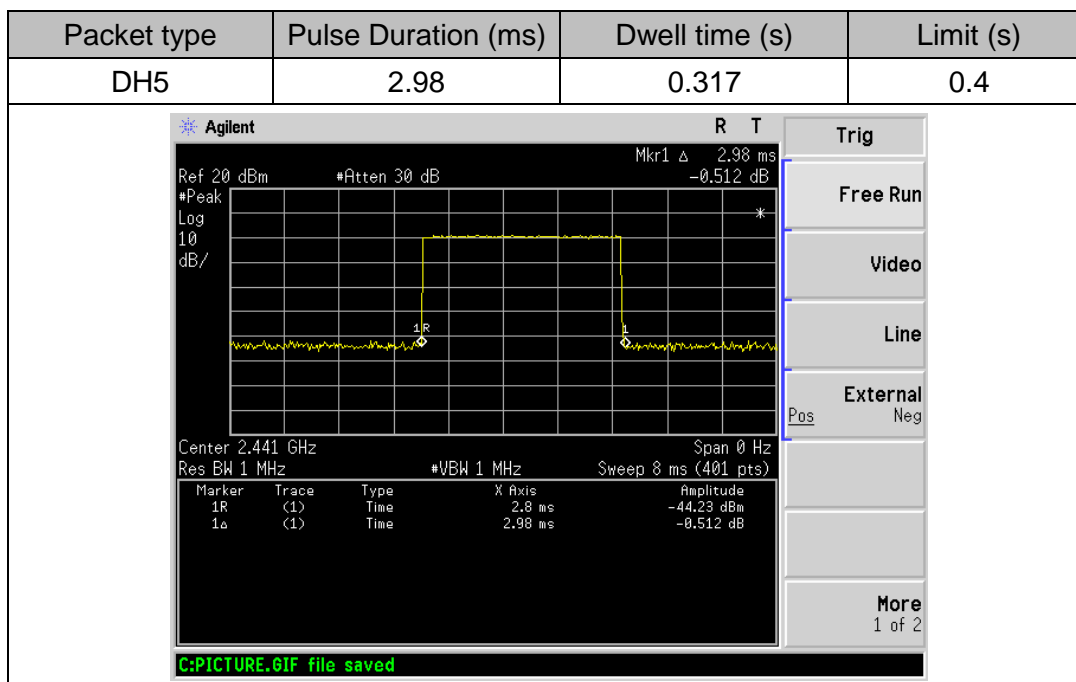 Packet type Pulse Duration (ms) Dwell time (s) Limit (s)
DH5 2.98 0.317 0.4
Agilent R T
Mkr1 Δ 2.98 ms
Ref 20 dBm #Atten 30 dB -0.512 dB
#Peak
Log
10
dB/
*
1R 1
Center 2.441 GHz Span 0 Hz
Res BW 1 MHz #VBW 1 MHz Sweep 8 ms (401 pts)
Marker Trace Type X Axis Amplitude
1R (1) Time 2.8 ms -44.23 dBm
1Δ (1) Time 2.98 ms -0.512 dB
C:PICTURE.GIF file saved
Trig
Free Run
Video
Line
External
Pos Neg
More
1 of 2